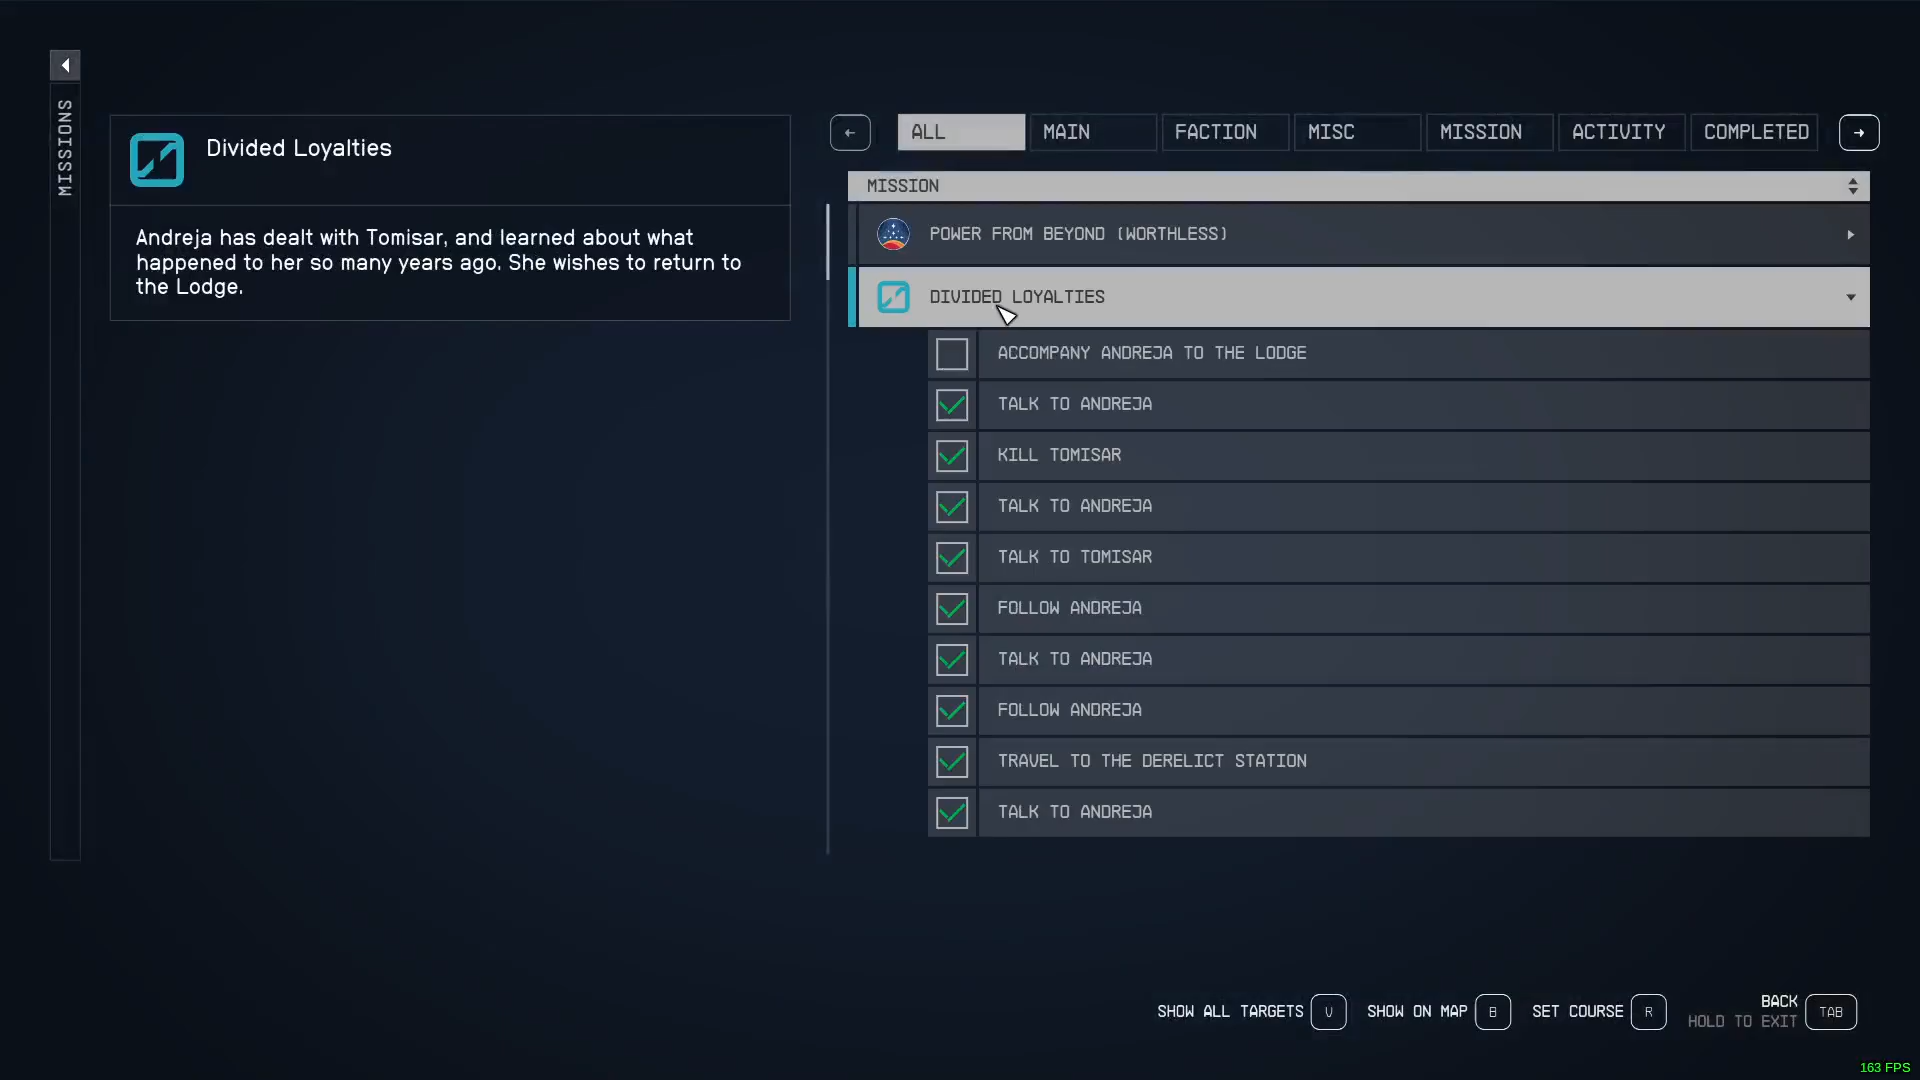 MISSIONS
Divided Loyalties
Andreja has dealt with Tomisar, and learned about what
happened to her so many years ago. She wishes to return to
the Lodge.
ALL MAIN FACTION MISC MISSION ACTIVITY COMPLETED
MISSION
POWER FROM BEYOND (WORTHLESS)
DIVIDED LOYALTIES
ACCOMPANY ANDREJA TO THE LODGE
TALK TO ANDREJA
KILL TOMISAR
TALK TO ANDREJA
TALK TO TOMISAR
FOLLOW ANDREJA
TALK TO ANDREJA
FOLLOW ANDREJA
TRAVEL TO THE DERELICT STATION
TALK TO ANDREJA
SHOW ALL TARGETS V SHOW ON MAP B SET COURSE R BACK TAB
HOLD TO EXIT
163 FPS